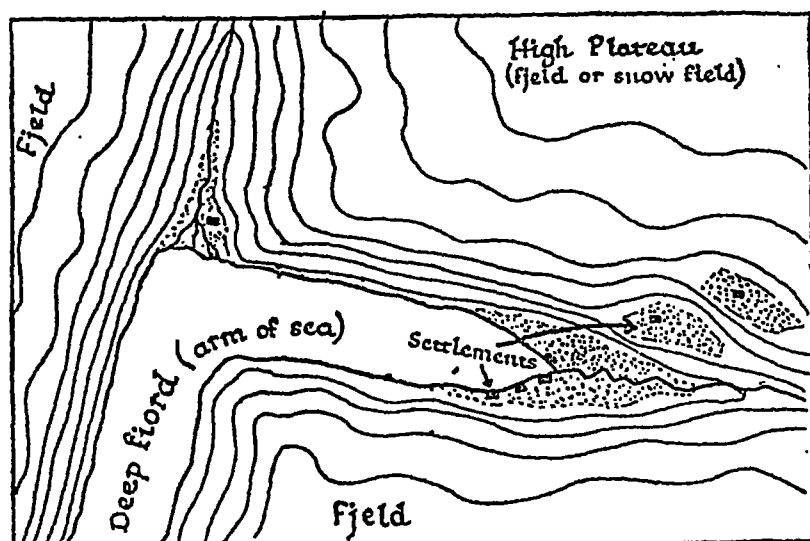 High Plateau
(fjeld or snow field)
Fjeld
Settlements
Deep fiord (arm of sea)
Fjeld